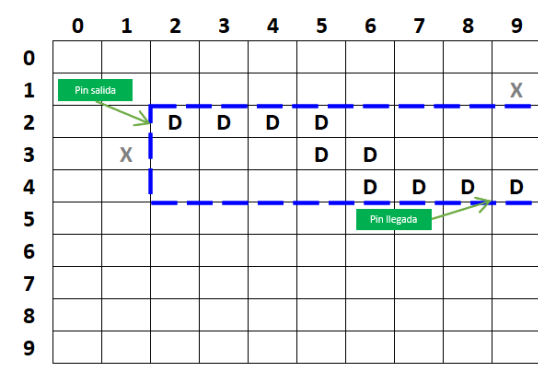 0 1 2 3 4 5 6 7 8 9
0
1 Pin salida X
2 D D D D
3 X D D
4 D D D D
5 Pin llegada
6
7
8
9